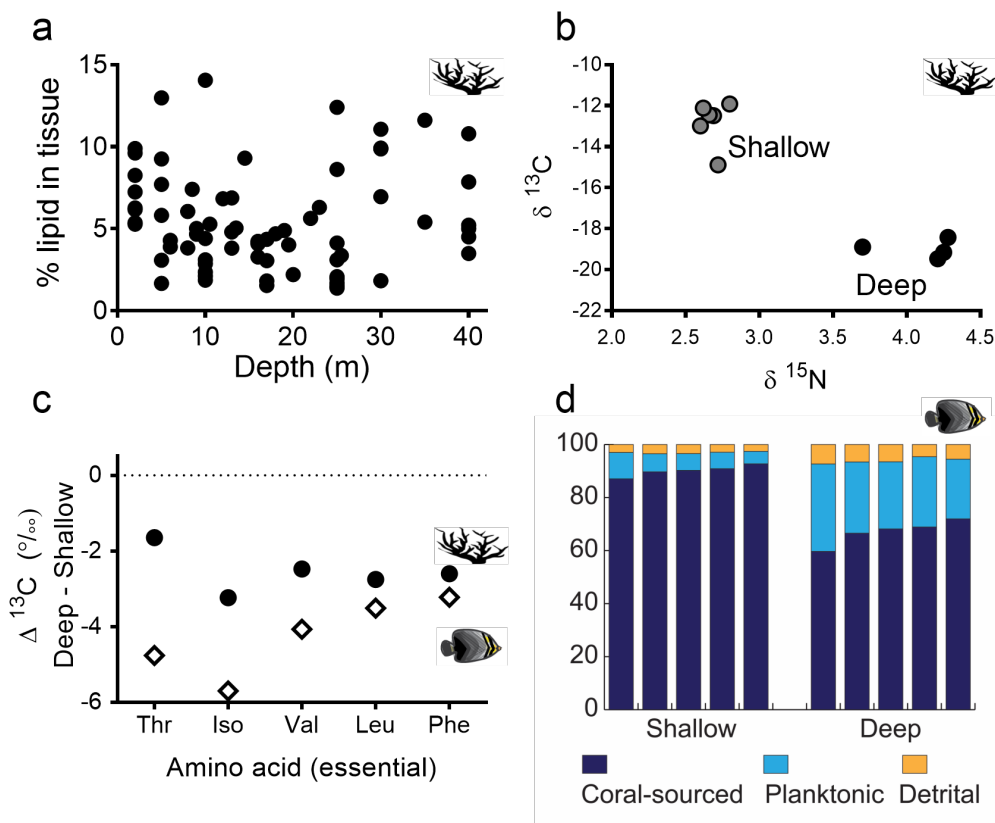 a
15
10
5
0
% lipid in tissue
0 10 20 30 40
Depth (m)
b
-10
-12
-14
-16
-18
-20
-22
δ ¹³C
Shallow
Deep
2.0 2.5 3.0 3.5 4.0 4.5
δ ¹⁵N
c
0
-2
-4
-6
Δ ¹³C (°/₀₀)
Deep - Shallow
Thr Iso Val Leu Phe
Amino acid (essential)
d
100
80
60
40
20
0
Shallow Deep
Coral-sourced Planktonic Detrital